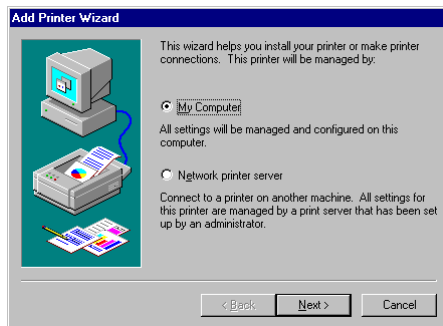 Add Printer Wizard
This wizard helps you install your printer or make printer
connections. This printer will be managed by:
My Computer
All settings will be managed and configured on this
computer.
Network printer server
Connect to a printer on another machine. All settings for
this printer are managed by a print server that has been set
up by an administrator.
< Back
Next >
Cancel